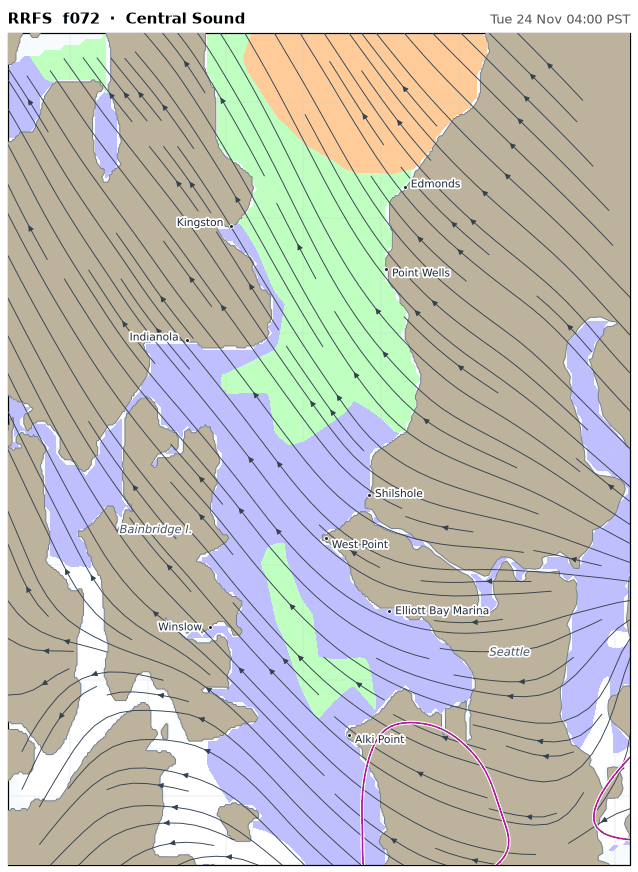 RRFS f072 · Central Sound
Tue 24 Nov 04:00 PST
Edmonds
Kingston
Point Wells
Indianola
Shilshole
Bainbridge I.
West Point
Elliott Bay Marina
Winslow
Seattle
Alki Point